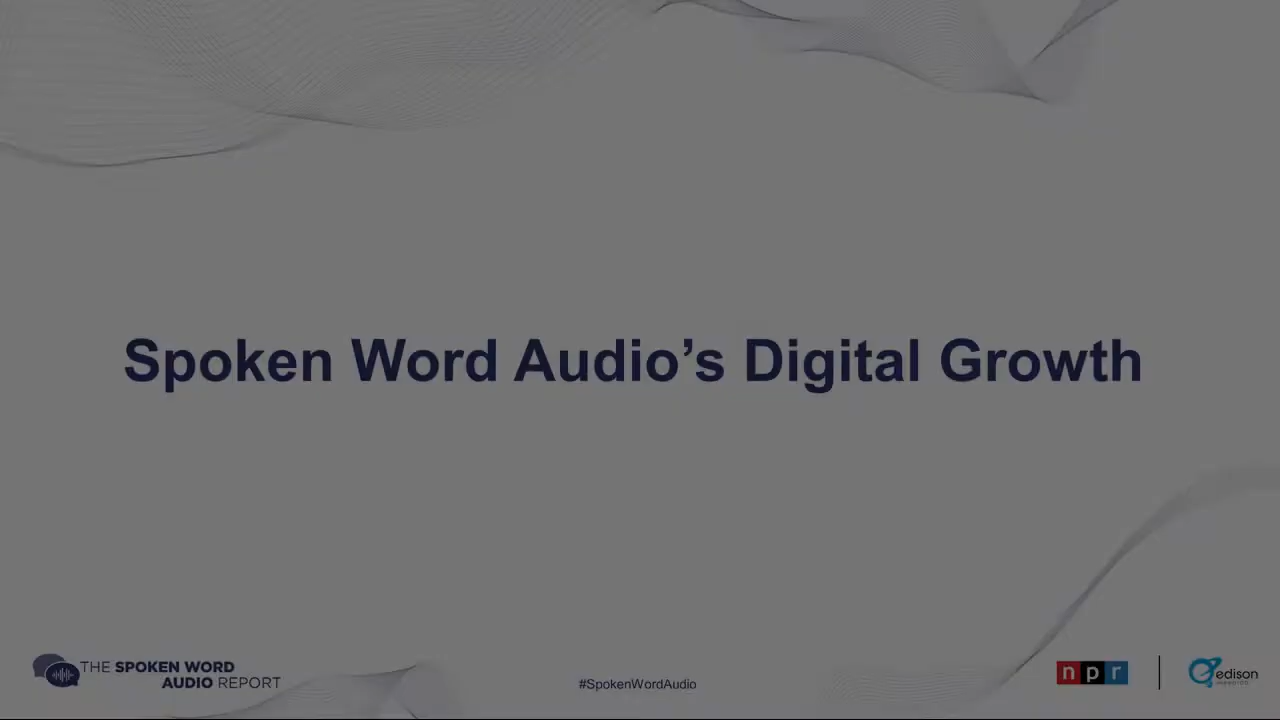 Spoken Word Audio’s Digital Growth
THE SPOKEN WORD
AUDIO REPORT
#SpokenWordAudio
npr
edison